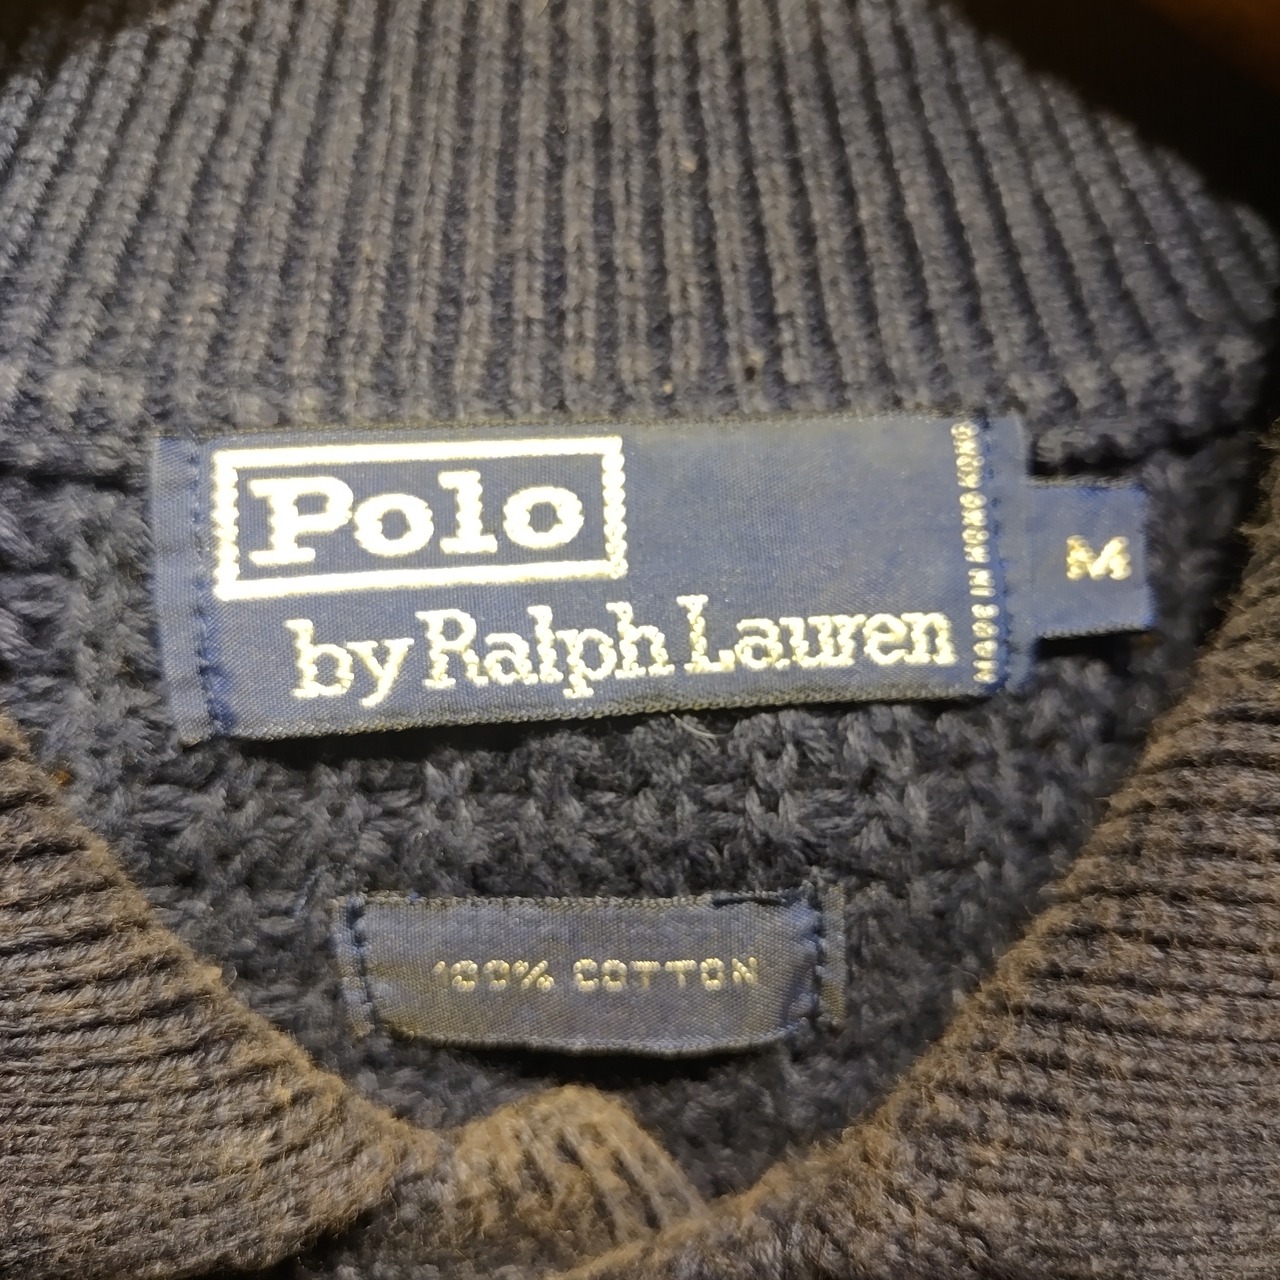 Polo
by Ralph Lauren
MADE IN HONG KONG
M
100% COTTON